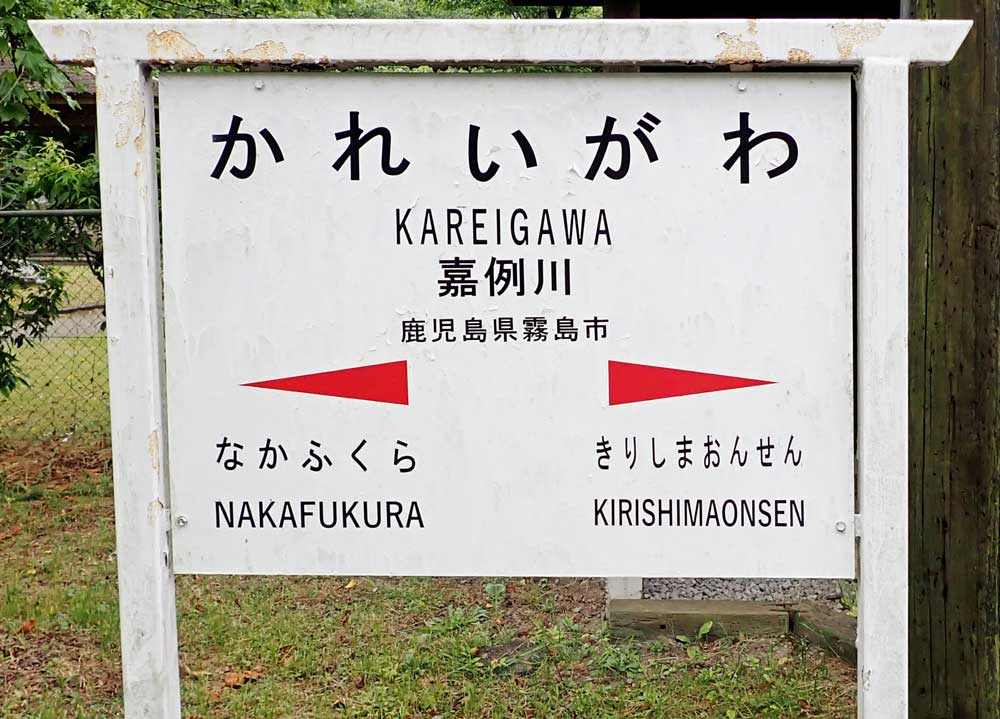 かれいがわ
KAREIGAWA
嘉例川
鹿児島県霧島市
なかふくら きりしまおんせん
NAKAFUKURA KIRISHIMAONSEN